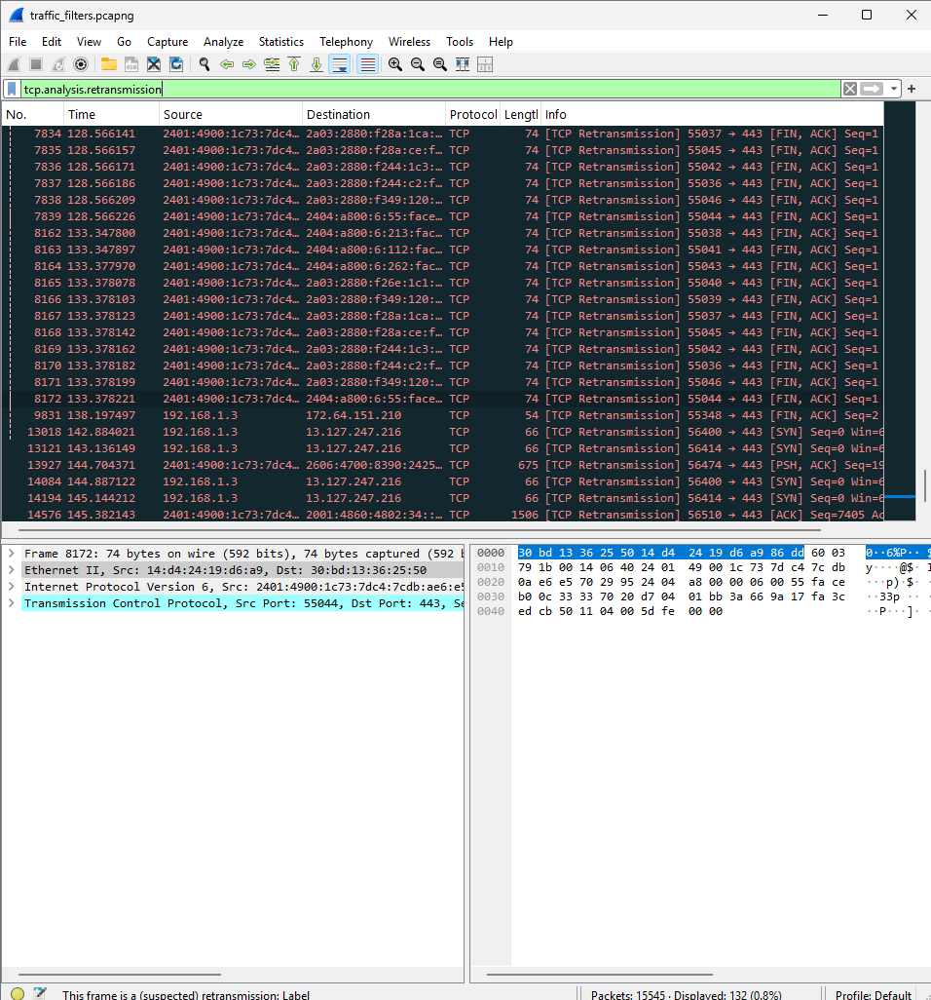 traffic_filters.pcapng
File Edit View Go Capture Analyze Statistics Telephony Wireless Tools Help
tcp.analysis.retransmission
No. Time Source Destination Protocol Lengtl Info
7834 128.566141 2401:4900:1c73:7dc4… 2a03:2880:f28a:1ca:… TCP 74 [TCP Retransmission] 55037 → 443 [FIN, ACK] Seq=1
7835 128.566157 2401:4900:1c73:7dc4… 2a03:2880:f28a:ce:f… TCP 74 [TCP Retransmission] 55045 → 443 [FIN, ACK] Seq=1
7836 128.566171 2401:4900:1c73:7dc4… 2a03:2880:f244:1c3:… TCP 74 [TCP Retransmission] 55042 → 443 [FIN, ACK] Seq=1
7837 128.566186 2401:4900:1c73:7dc4… 2a03:2880:f244:c2:f… TCP 74 [TCP Retransmission] 55036 → 443 [FIN, ACK] Seq=1
7838 128.566209 2401:4900:1c73:7dc4… 2a03:2880:f349:120:… TCP 74 [TCP Retransmission] 55046 → 443 [FIN, ACK] Seq=1
7839 128.566226 2401:4900:1c73:7dc4… 2404:a800:6:55:face… TCP 74 [TCP Retransmission] 55044 → 443 [FIN, ACK] Seq=1
8162 133.347800 2401:4900:1c73:7dc4… 2404:a800:6:213:fac… TCP 74 [TCP Retransmission] 55038 → 443 [FIN, ACK] Seq=1
8163 133.347897 2401:4900:1c73:7dc4… 2404:a800:6:112:fac… TCP 74 [TCP Retransmission] 55041 → 443 [FIN, ACK] Seq=1
8164 133.377970 2401:4900:1c73:7dc4… 2404:a800:6:262:fac… TCP 74 [TCP Retransmission] 55043 → 443 [FIN, ACK] Seq=1
8165 133.378078 2401:4900:1c73:7dc4… 2a03:2880:f26e:1c1:… TCP 74 [TCP Retransmission] 55040 → 443 [FIN, ACK] Seq=1
8166 133.378103 2401:4900:1c73:7dc4… 2a03:2880:f349:120:… TCP 74 [TCP Retransmission] 55039 → 443 [FIN, ACK] Seq=1
8167 133.378123 2401:4900:1c73:7dc4… 2a03:2880:f28a:1ca:… TCP 74 [TCP Retransmission] 55037 → 443 [FIN, ACK] Seq=1
8168 133.378142 2401:4900:1c73:7dc4… 2a03:2880:f28a:ce:f… TCP 74 [TCP Retransmission] 55045 → 443 [FIN, ACK] Seq=1
8169 133.378162 2401:4900:1c73:7dc4… 2a03:2880:f244:1c3:… TCP 74 [TCP Retransmission] 55042 → 443 [FIN, ACK] Seq=1
8170 133.378182 2401:4900:1c73:7dc4… 2a03:2880:f244:c2:f… TCP 74 [TCP Retransmission] 55036 → 443 [FIN, ACK] Seq=1
8171 133.378199 2401:4900:1c73:7dc4… 2a03:2880:f349:120:… TCP 74 [TCP Retransmission] 55046 → 443 [FIN, ACK] Seq=1
8172 133.378221 2401:4900:1c73:7dc4… 2404:a800:6:55:face… TCP 74 [TCP Retransmission] 55044 → 443 [FIN, ACK] Seq=1
9831 138.197497 192.168.1.3 172.64.151.210 TCP 54 [TCP Retransmission] 55348 → 443 [FIN, ACK] Seq=2
13018 142.884021 192.168.1.3 13.127.247.216 TCP 66 [TCP Retransmission] 56400 → 443 [SYN] Seq=0 Win=6
13121 143.136149 192.168.1.3 13.127.247.216 TCP 66 [TCP Retransmission] 56414 → 443 [SYN] Seq=0 Win=6
13927 144.704371 2401:4900:1c73:7dc4… 2606:4700:8390:2425… TCP 675 [TCP Retransmission] 56474 → 443 [PSH, ACK] Seq=19
14084 144.887122 192.168.1.3 13.127.247.216 TCP 66 [TCP Retransmission] 56400 → 443 [SYN] Seq=0 Win=6
14194 145.144212 192.168.1.3 13.127.247.216 TCP 66 [TCP Retransmission] 56414 → 443 [SYN] Seq=0 Win=6
14576 145.382143 2401:4900:1c73:7dc4… 2001:4860:4802:34::… TCP 1506 [TCP Retransmission] 56510 → 443 [ACK] Seq=7405 Ac
Frame 8172: 74 bytes on wire (592 bits), 74 bytes captured (592 b
Ethernet II, Src: 14:d4:24:19:d6:a9, Dst: 30:bd:13:36:25:50
Internet Protocol Version 6, Src: 2401:4900:1c73:7dc4:7cdb:ae6:e5
Transmission Control Protocol, Src Port: 55044, Dst Port: 443, Se
0000 30 bd 13 36 25 50 14 d4 24 19 d6 a9 86 dd 60 03 0··6%P·· $
0010 79 1b 00 14 06 40 24 01 49 00 1c 73 7d c4 7c db y····@$· I
0020 0a e6 e5 70 29 95 24 04 a8 00 00 06 00 55 fa ce ···p)·$· ·
0030 b0 0c 33 33 70 20 d7 04 01 bb 3a 66 9a 17 fa 3c ··33p ·· ·
0040 ed cb 50 11 04 00 5d fe 00 00 ··P···]· ·
This frame is a (suspected) retransmission: Label
Packets: 15545 · Displayed: 132 (0.8%)
Profile: Default